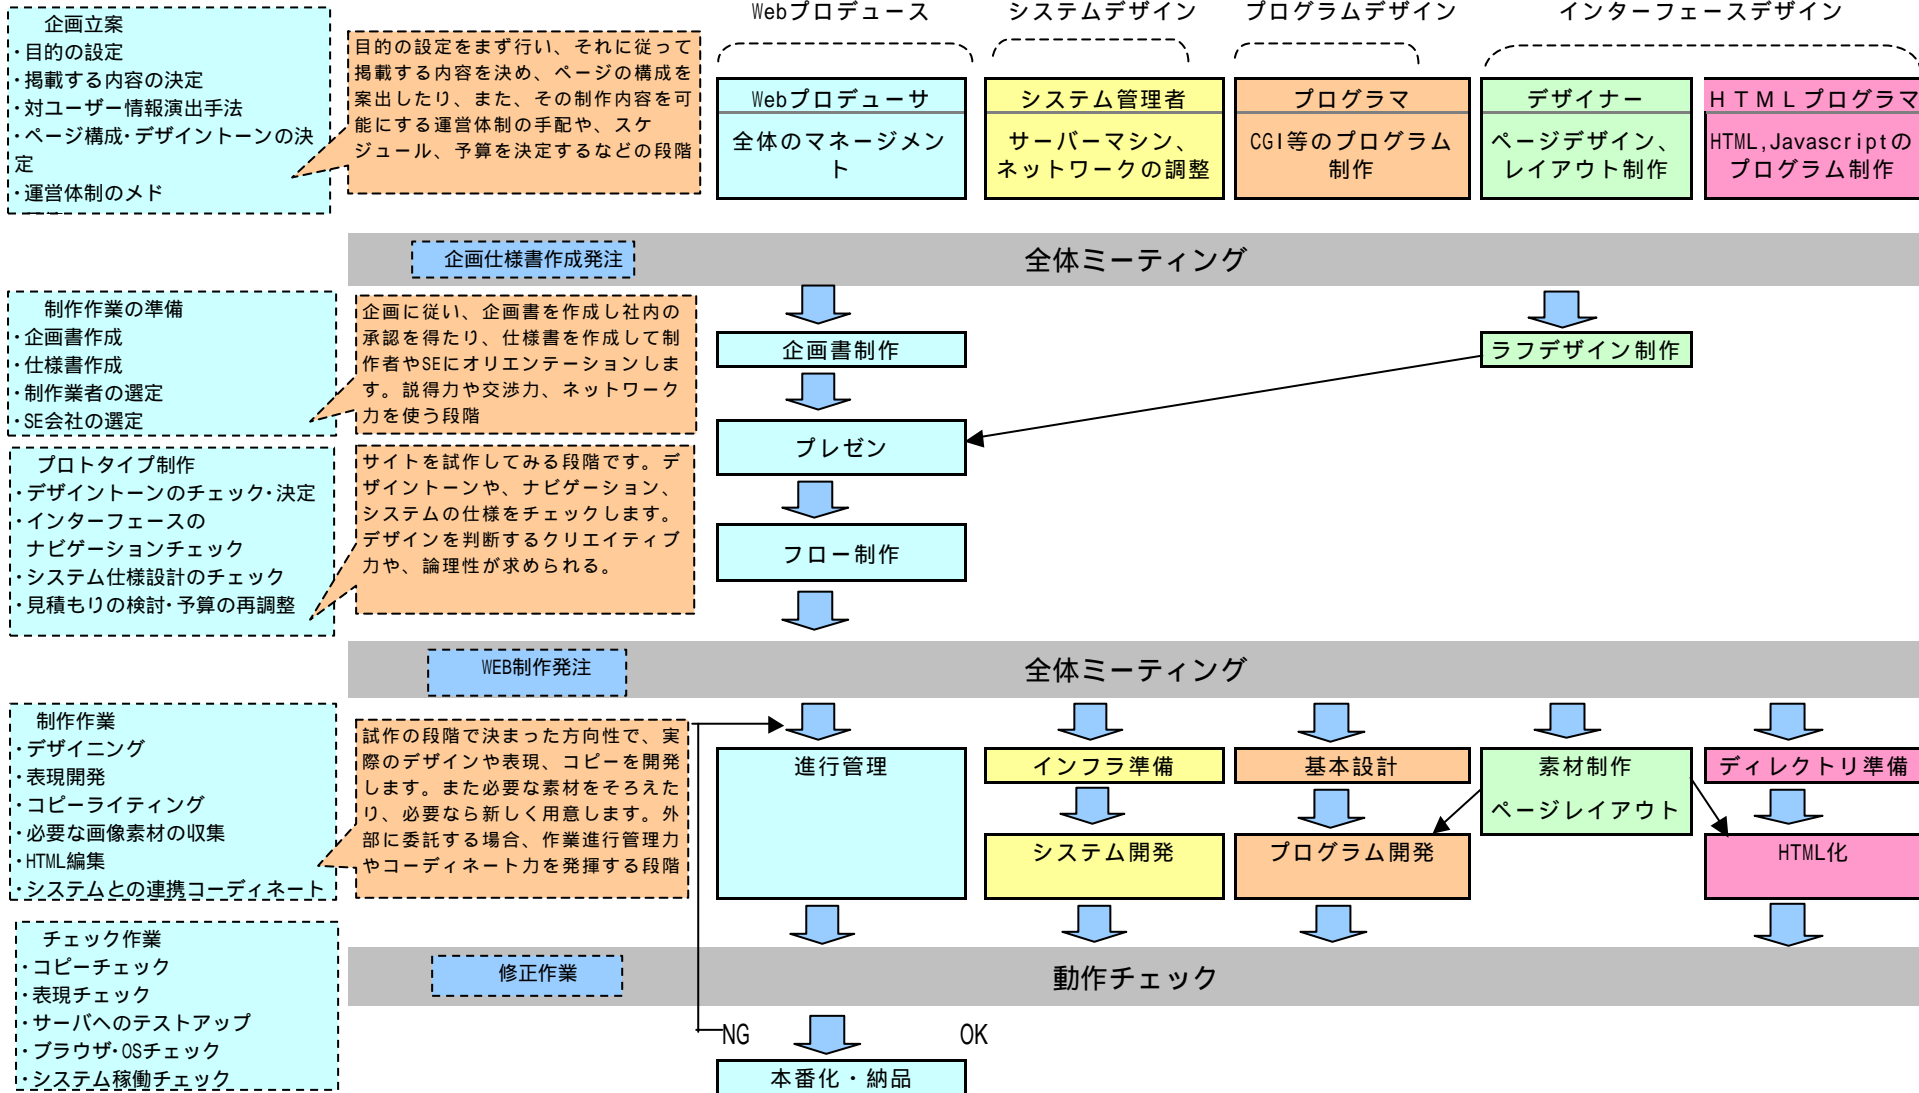 Webプロデュース
システムデザイン
プログラムデザイン
インターフェースデザイン
企画立案
・目的の設定
・掲載する内容の決定
・対ユーザー情報演出手法
・ページ構成・デザイントーンの決
定
・運営体制のメド
目的の設定をまず行い、それに従って
掲載する内容を決め、ページの構成を
案出したり、また、その制作内容を可
能にする運営体制の手配や、スケ
ジュール、予算を決定するなどの段階
Webプロデューサ
全体のマネージメン
ト
システム管理者
サーバーマシン、
ネットワークの調整
プログラマ
CGI等のプログラム
制作
デザイナー
ページデザイン、
レイアウト制作
ＨＴＭＬプログラマ
HTML,Javascriptの
プログラム制作
企画仕様書作成発注
全体ミーティング
制作作業の準備
・企画書作成
・仕様書作成
・制作業者の選定
・SE会社の選定
企画に従い、企画書を作成し社内の
承認を得たり、仕様書を作成して制
作者やSEにオリエンテーションしま
す。説得力や交渉力、ネットワーク
力を使う段階
企画書制作
ラフデザイン制作
プレゼン
プロトタイプ制作
・デザイントーンのチェック・決定
・インターフェースの
ナビゲーションチェック
・システム仕様設計のチェック
・見積もりの検討・予算の再調整
サイトを試作してみる段階です。デ
ザイントーンや、ナビゲーション、
システムの仕様をチェックします。
デザインを判断するクリエイティブ
力や、論理性が求められる。
フロー制作
WEB制作発注
全体ミーティング
制作作業
・デザイニング
・表現開発
・コピーライティング
・必要な画像素材の収集
・HTML編集
・システムとの連携コーディネート
試作の段階で決まった方向性で、実
際のデザインや表現、コピーを開発
します。また必要な素材をそろえた
り、必要なら新しく用意します。外
部に委託する場合、作業進行管理力
やコーディネート力を発揮する段階
進行管理
インフラ準備
基本設計
素材制作
ページレイアウト
ディレクトリ準備
システム開発
プログラム開発
HTML化
チェック作業
・コピーチェック
・表現チェック
・サーバへのテストアップ
・ブラウザ・OSチェック
・システム稼働チェック
修正作業
動作チェック
NG
OK
本番化・納品